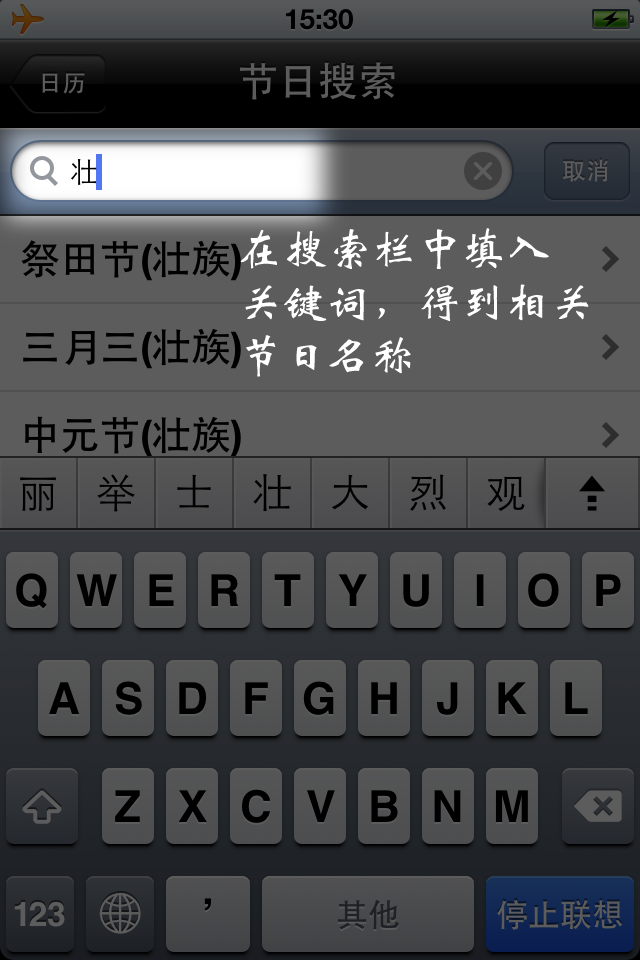 15:30
日历
节日搜索
壮
取消
祭田节(壮族)
在搜索栏中填入
关键词，得到相关
节日名称
三月三(壮族)
中元节(壮族)
丽 举 士 壮 大 烈 观
Q W E R T Y U I O P
A S D F G H J K L
Z X C V B N M
123 ， 其他 停止联想